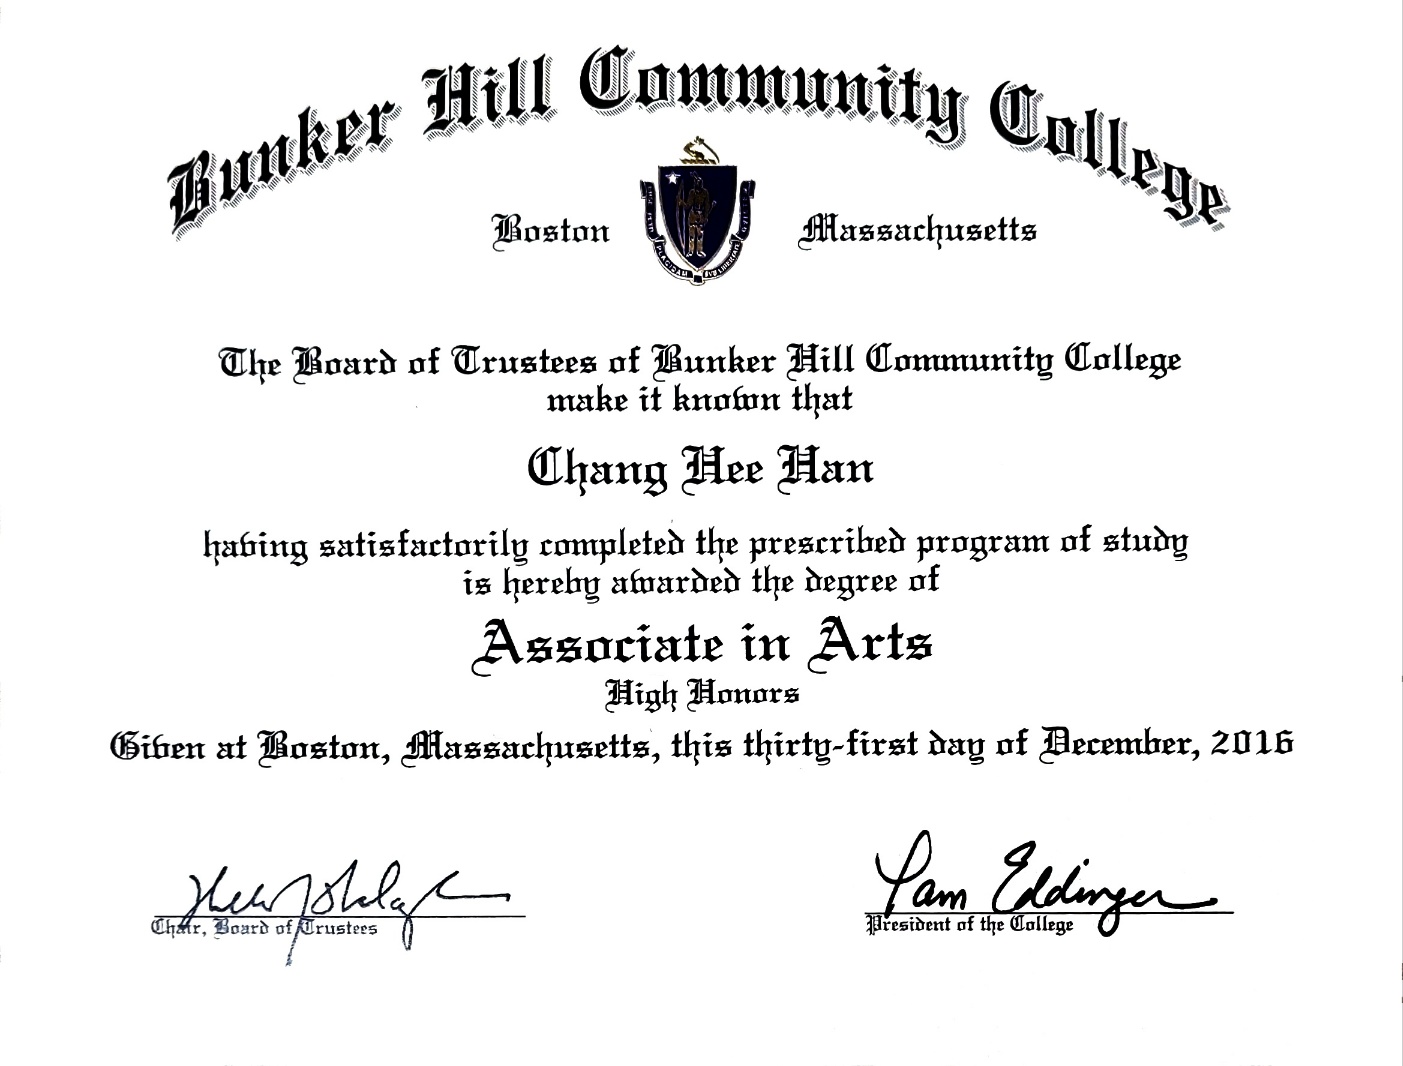 Bunker Hill Community College
Boston Massachusetts
The Board of Trustees of Bunker Hill Community College
make it known that
Chang Hee Han
having satisfactorily completed the prescribed program of study
is hereby awarded the degree of
Associate in Arts
High Honors
Given at Boston, Massachusetts, this thirty-first day of December, 2016
Pam Eddinger
Chair, Board of Trustees
President of the College